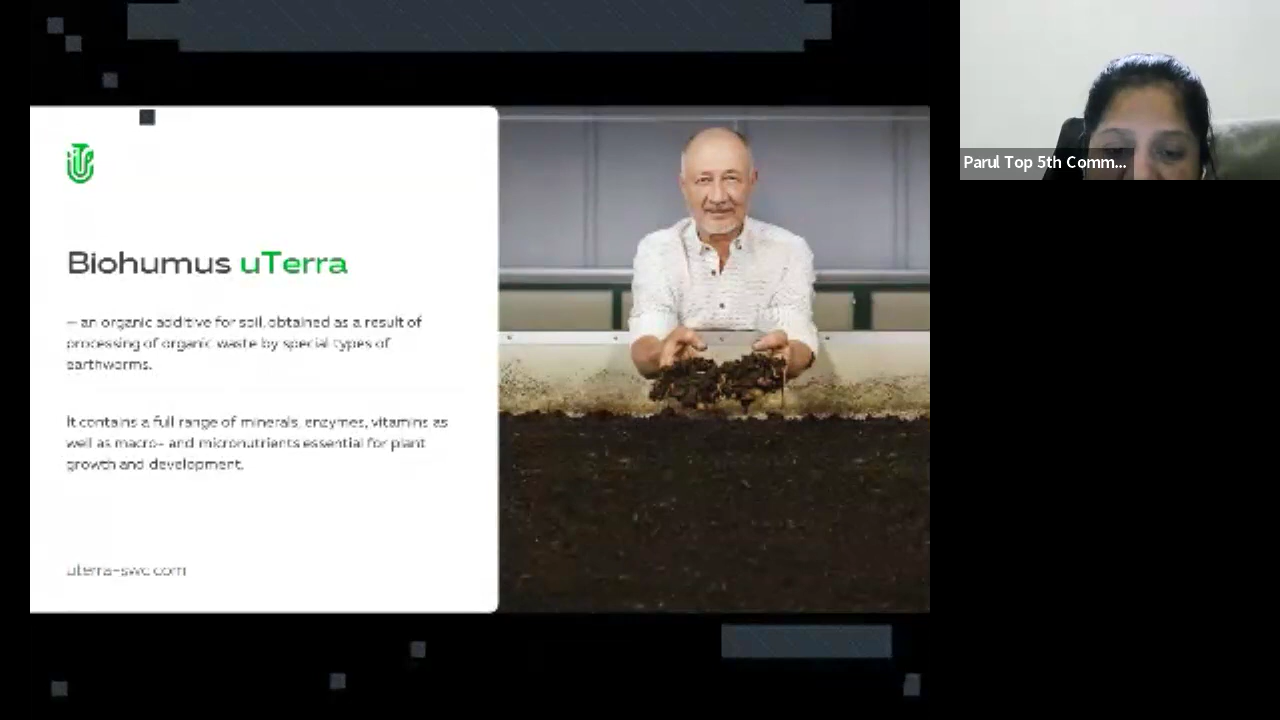 Biohumus uTerra
— an organic additive for soil, obtained as a result of
processing of organic waste by special types of
earthworms.
It contains a full range of minerals, enzymes, vitamins as
well as macro- and micronutrients essential for plant
growth and development.
uterra-swc.com
Parul Top 5th Comm...